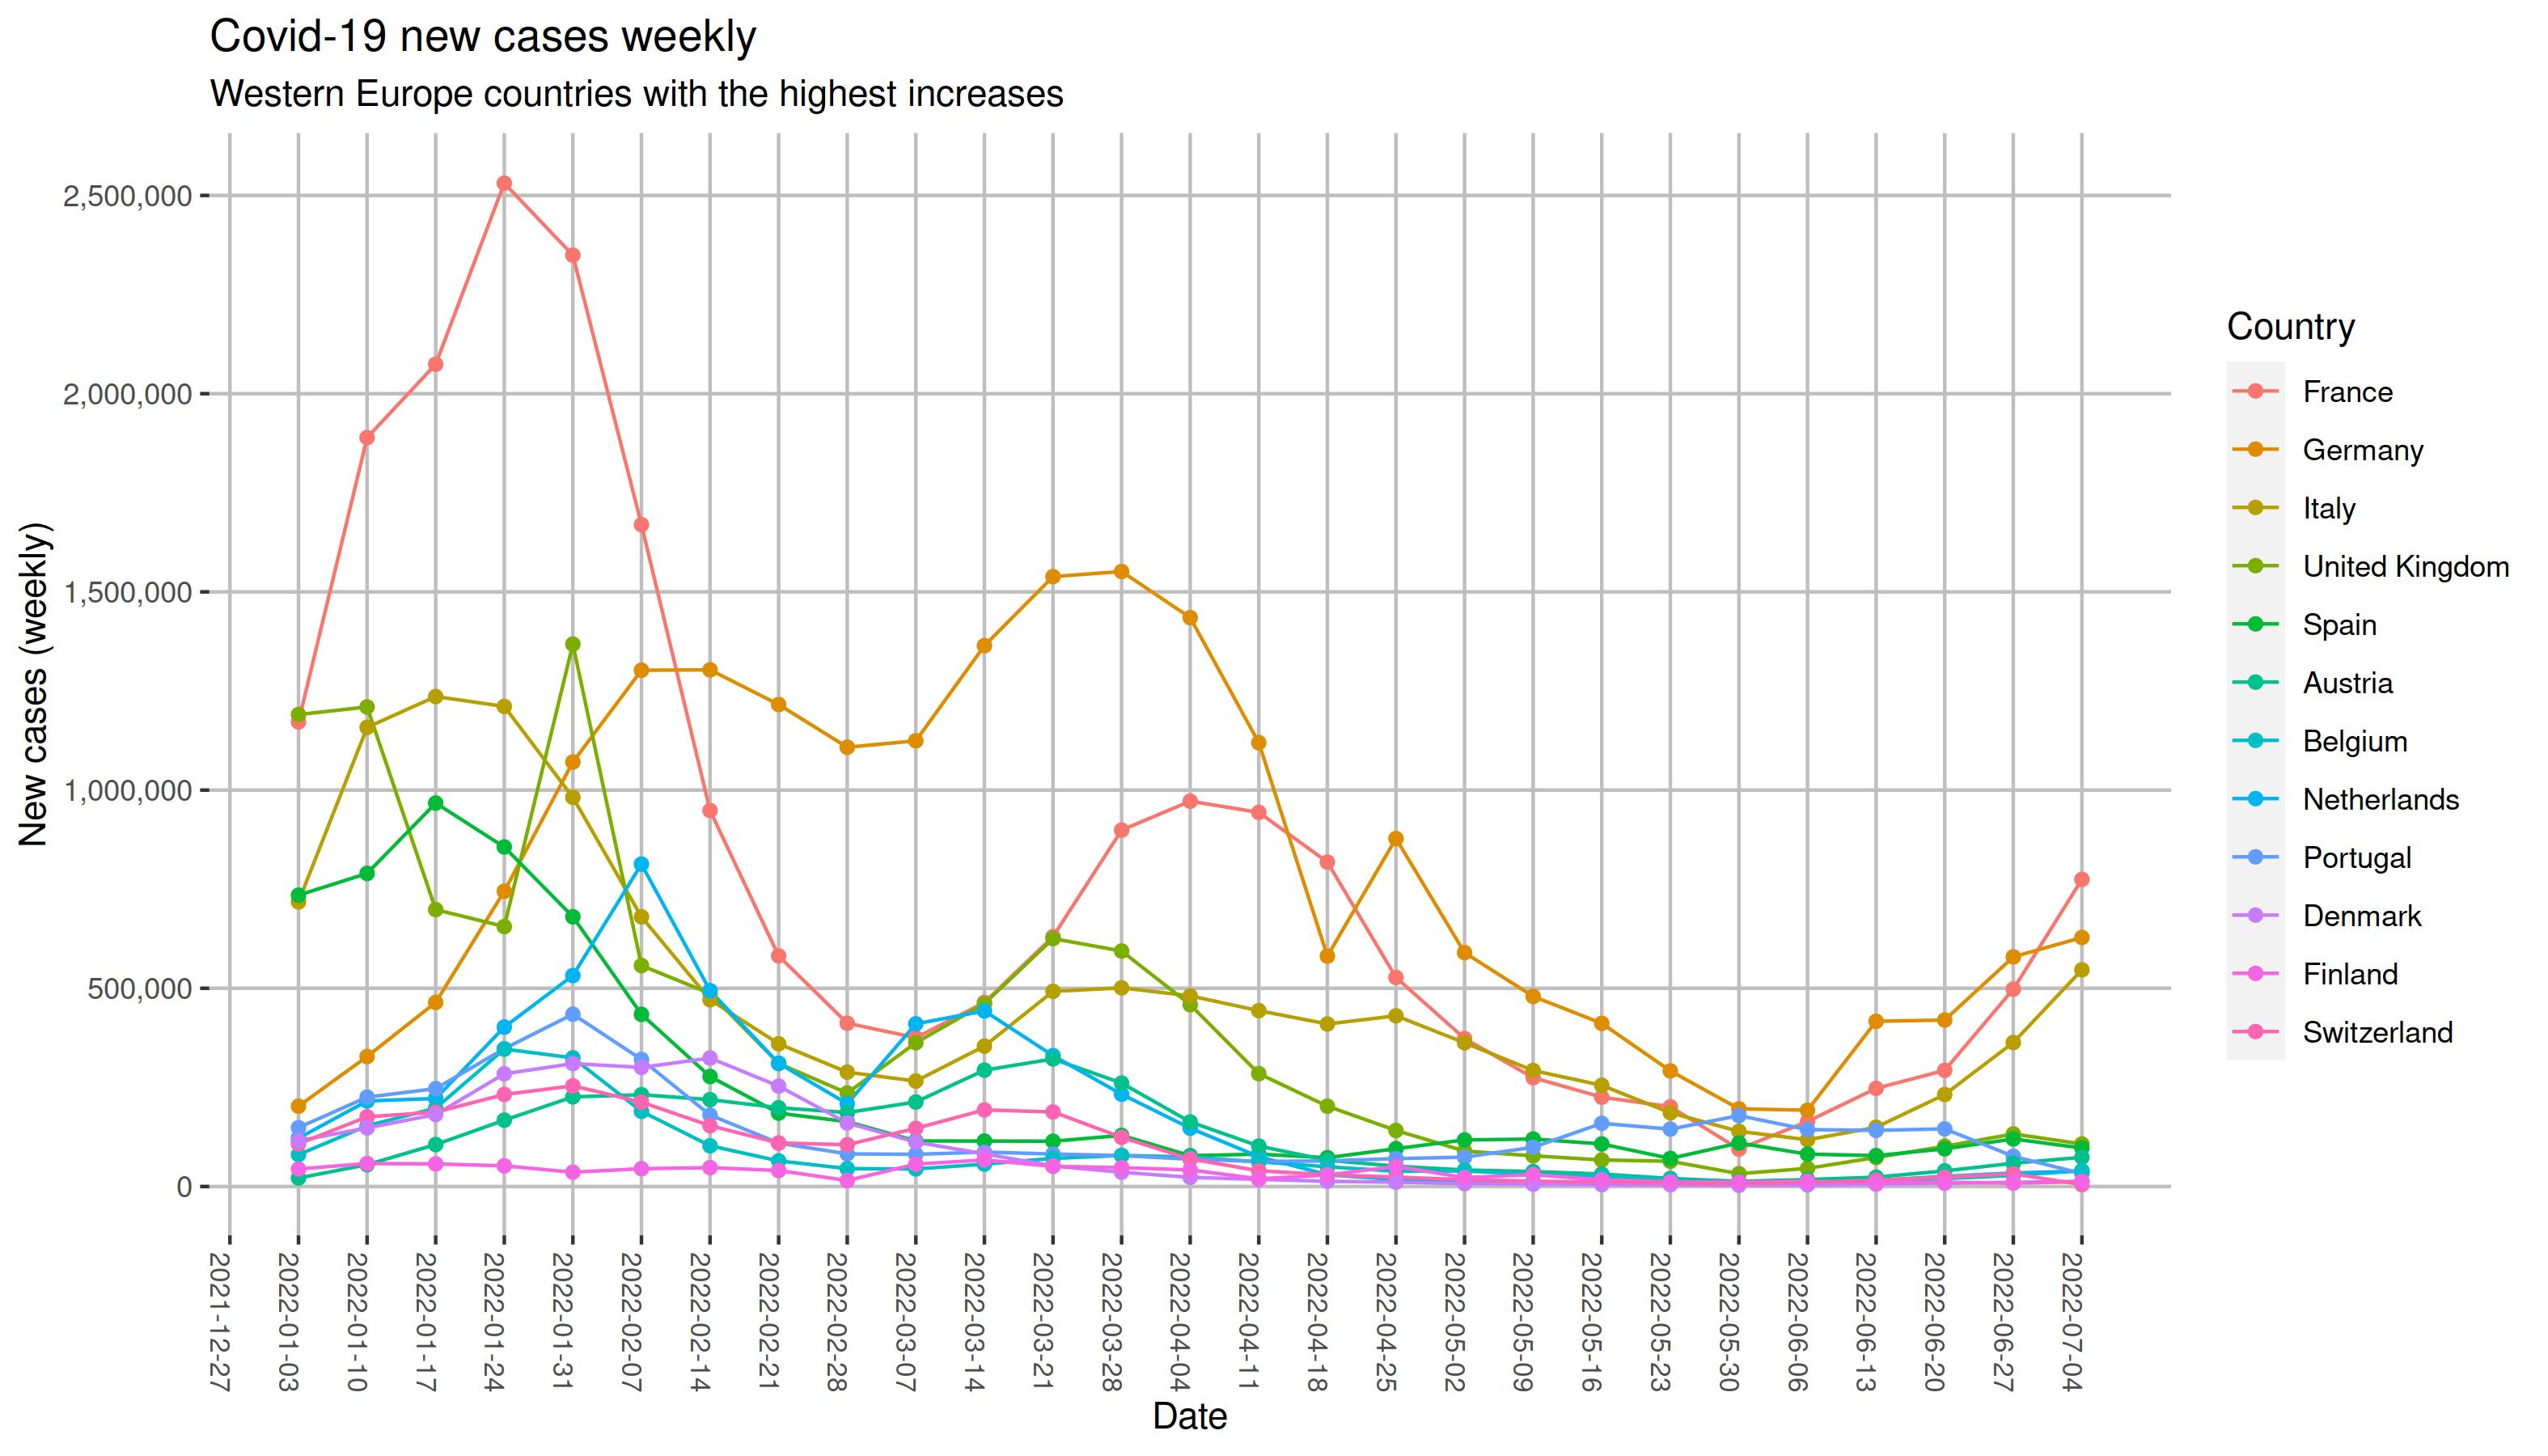 Covid-19 new cases weekly
Western Europe countries with the highest increases
New cases (weekly)
2,500,000
2,000,000
1,500,000
1,000,000
500,000
0
2021-12-27
2022-01-03
2022-01-10
2022-01-17
2022-01-24
2022-01-31
2022-02-07
2022-02-14
2022-02-21
2022-02-28
2022-03-07
2022-03-14
2022-03-21
2022-03-28
2022-04-04
2022-04-11
2022-04-18
2022-04-25
2022-05-02
2022-05-09
2022-05-16
2022-05-23
2022-05-30
2022-06-06
2022-06-13
2022-06-20
2022-06-27
2022-07-04
Date
Country
France
Germany
Italy
United Kingdom
Spain
Austria
Belgium
Netherlands
Portugal
Denmark
Finland
Switzerland